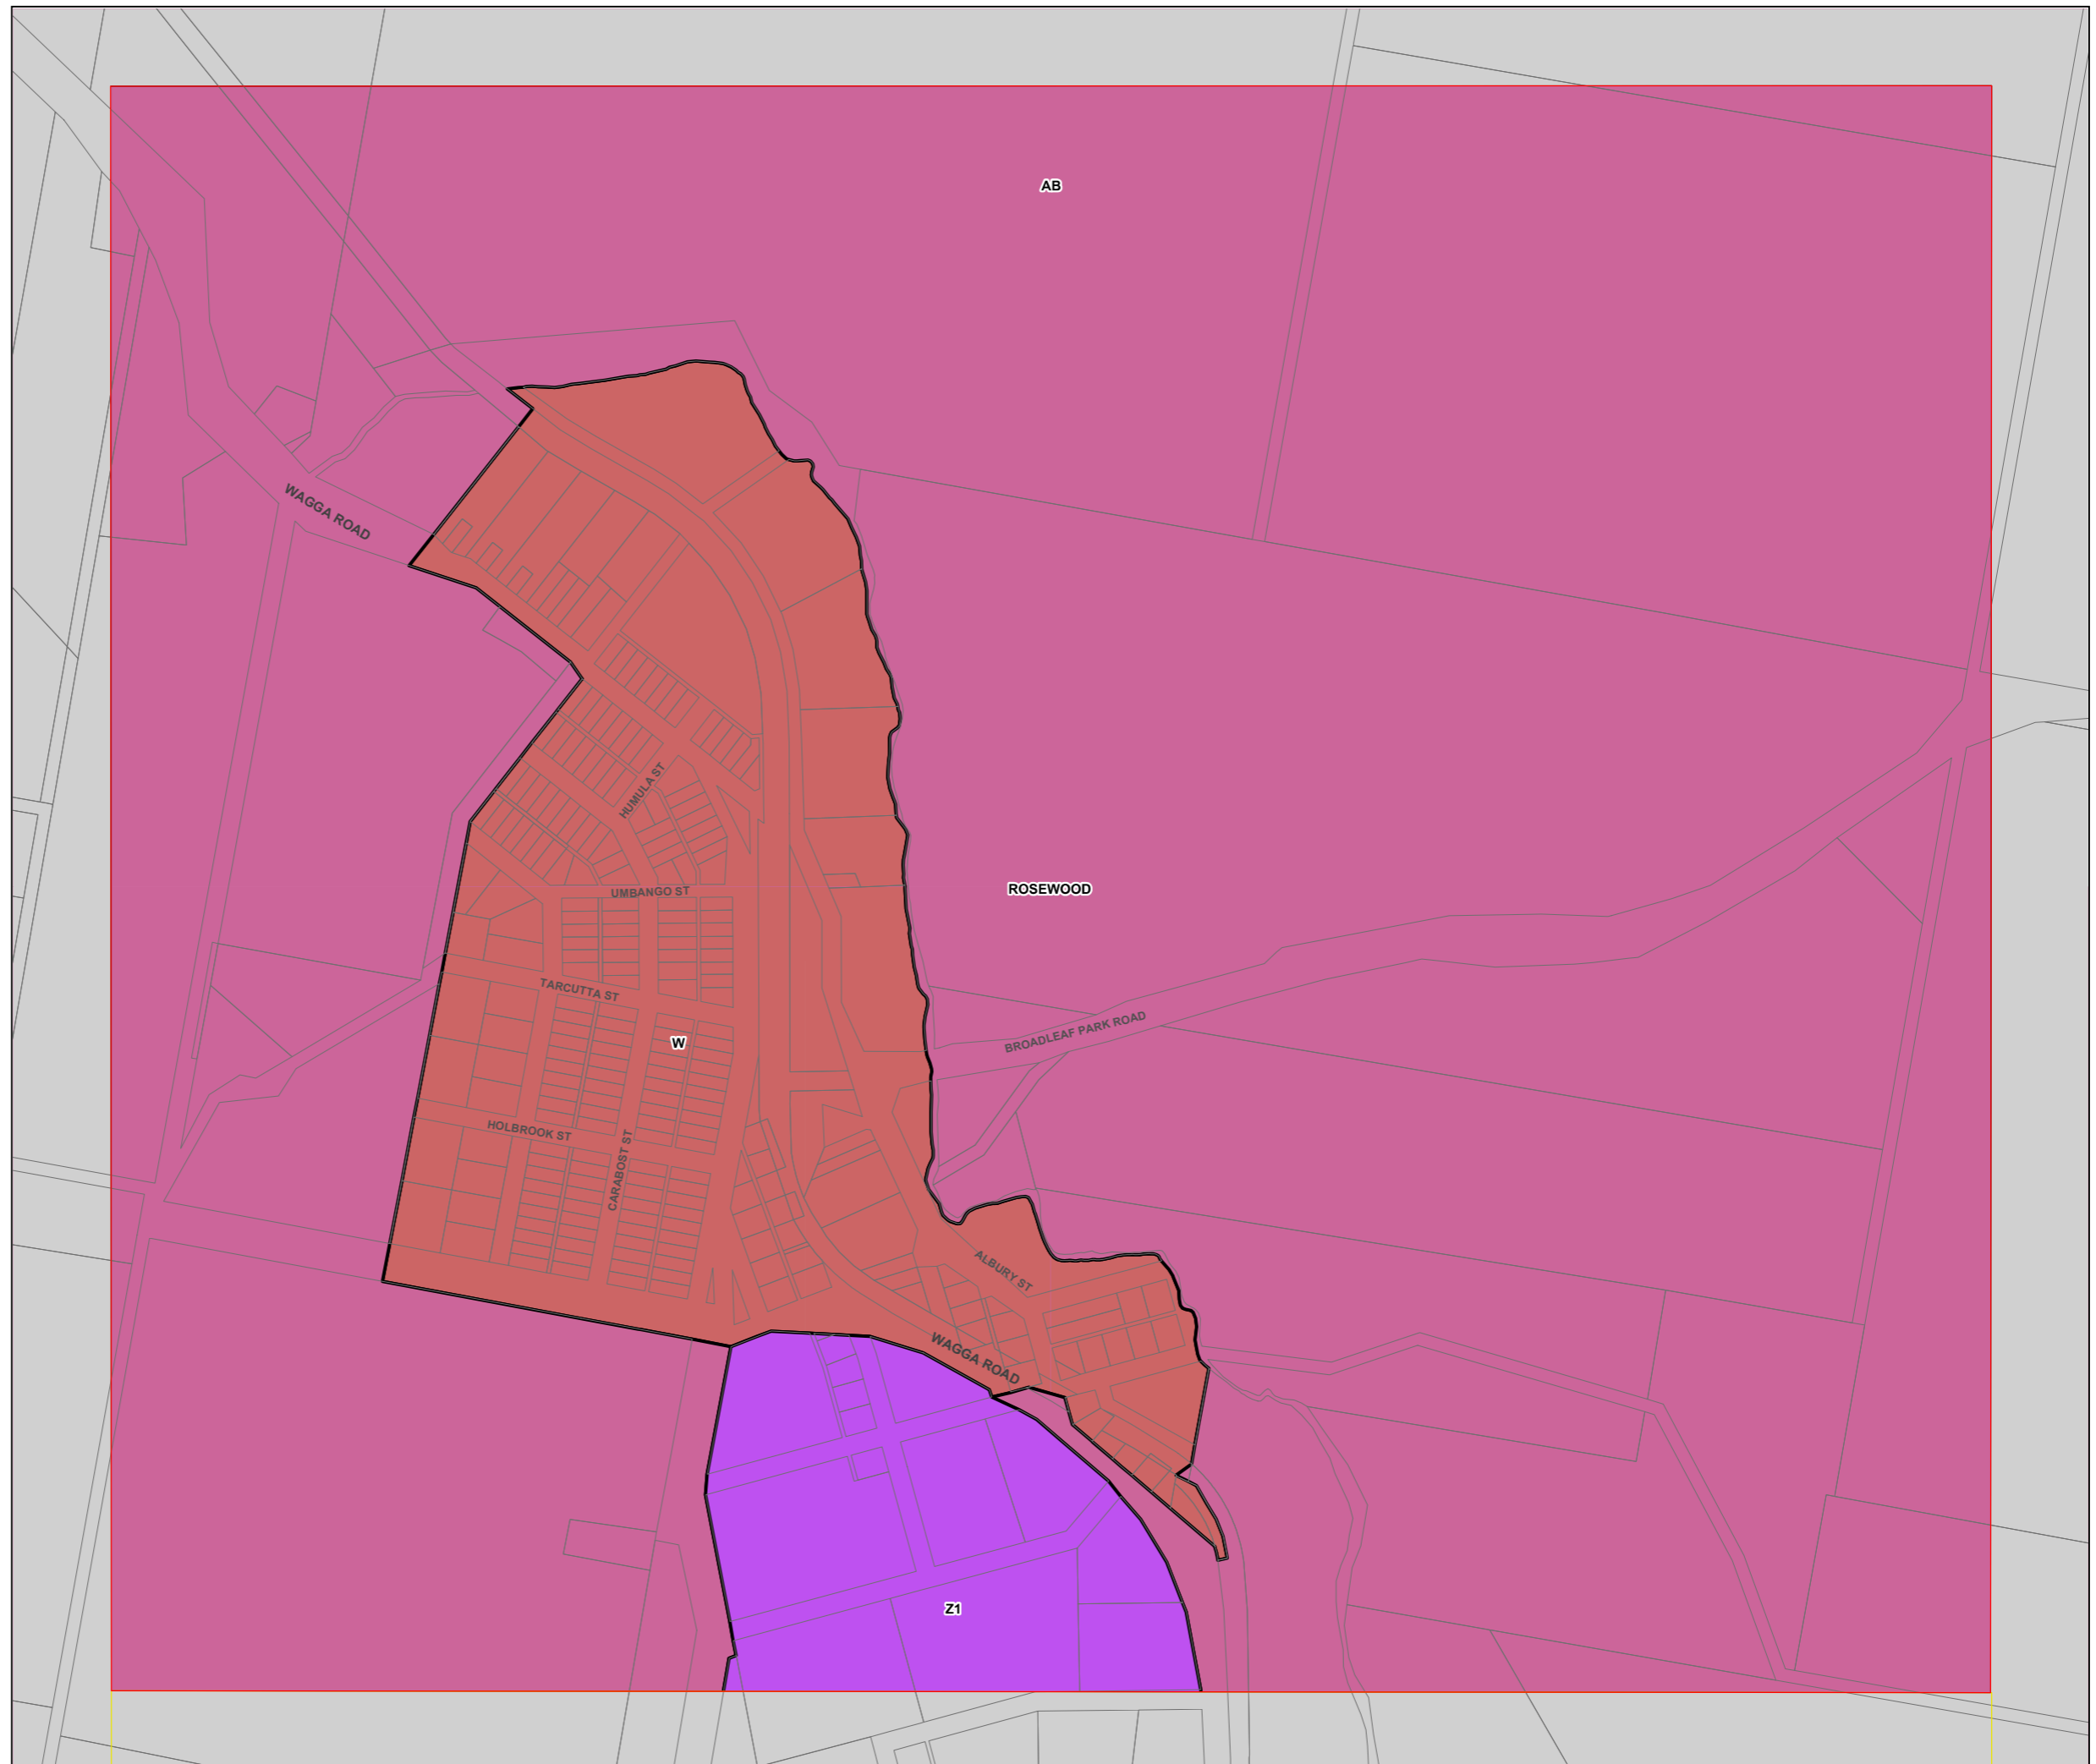 AB
WAGGA ROAD
HUMULA ST
UMBANGO ST
ROSEWOOD
TARCUTTA ST
BROADLEAF PARK ROAD
W
HOLBROOK ST
CARABOST ST
ALBURY ST
WAGGA ROAD
Z1